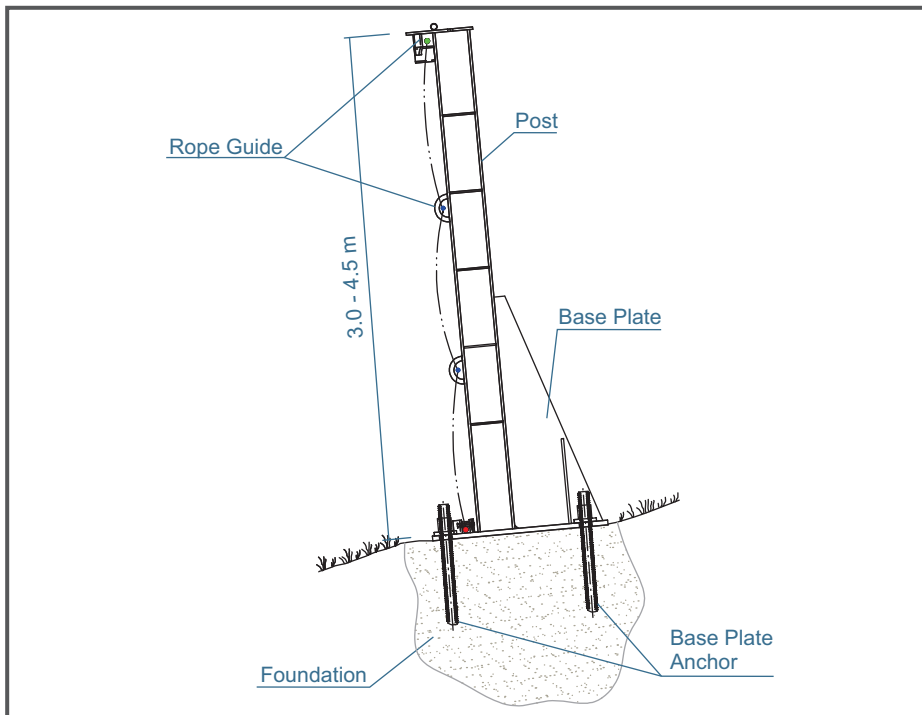 Post
Rope Guide
3.0 - 4.5 m
Base Plate
Base Plate
Anchor
Foundation